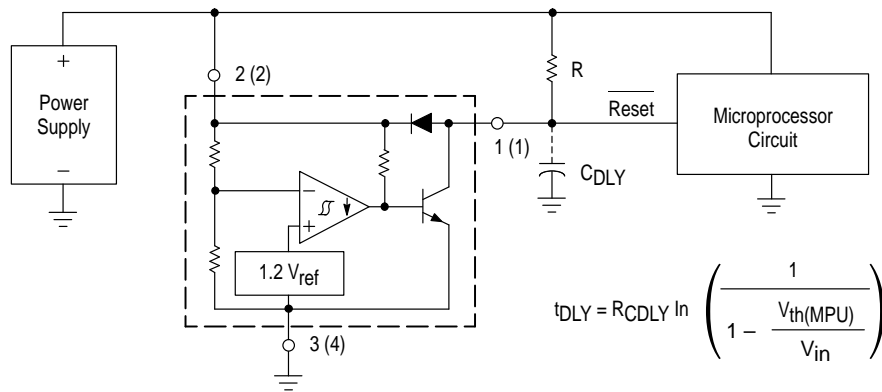 +
Power
Supply
−
2 (2)
R
Reset
Microprocessor
Circuit
1 (1)
CDLY
−
+
1.2 Vref
3 (4)
tDLY = RCDLY ln ( 1 / 1 – Vth(MPU) / Vin )